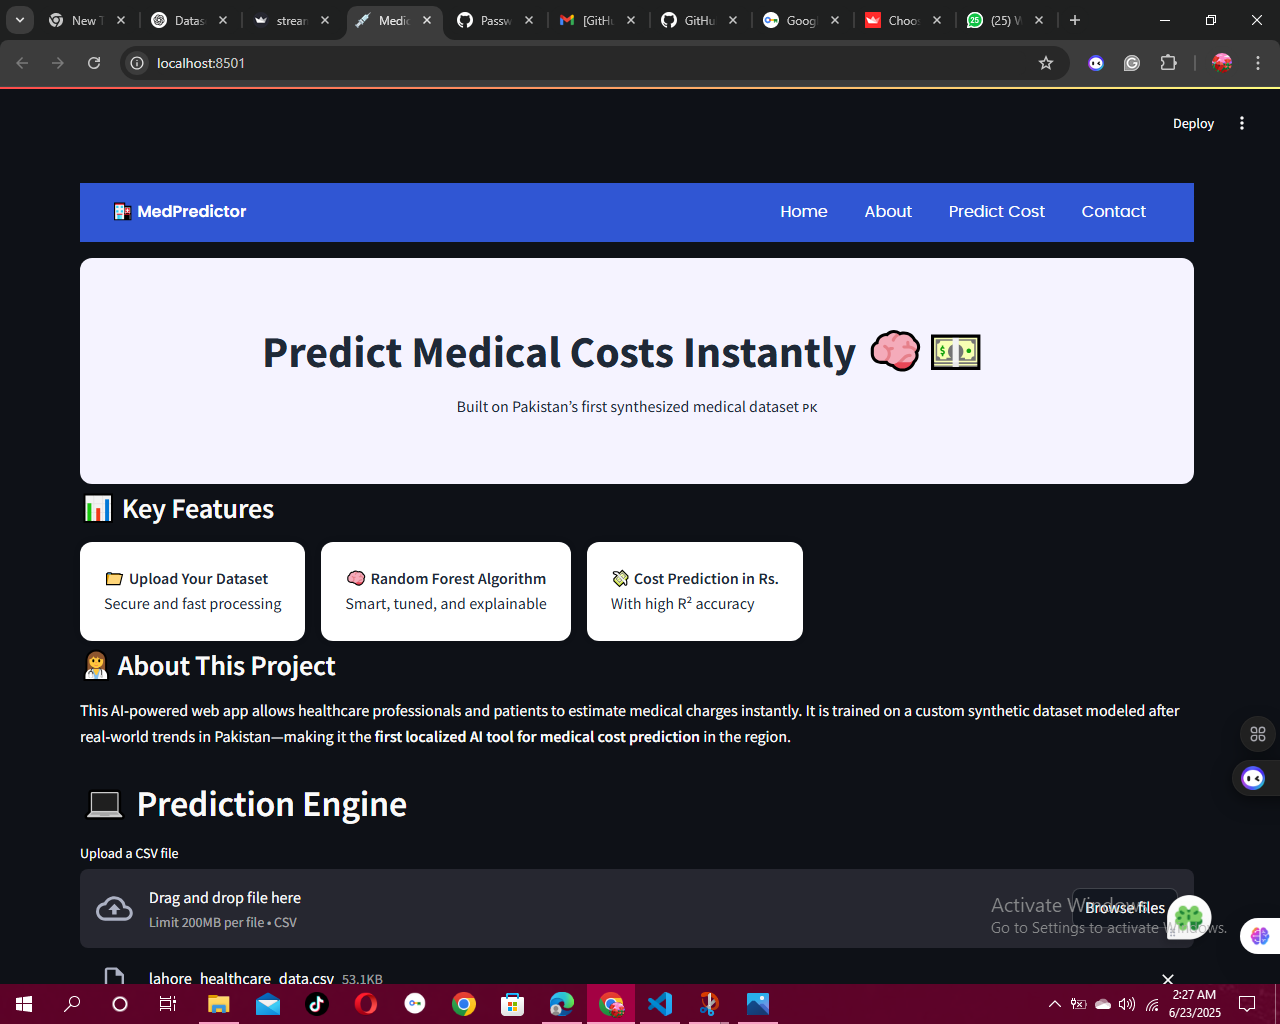 New T
Datas
stream
Medic
Passw
[GitHu
GitHu
Googl
Choos
(25) W
localhost:8501
Deploy
MedPredictor
Home
About
Predict Cost
Contact
Predict Medical Costs Instantly
Built on Pakistan’s first synthesized medical dataset PK
Key Features
Upload Your Dataset
Secure and fast processing
Random Forest Algorithm
Smart, tuned, and explainable
Cost Prediction in Rs.
With high R² accuracy
About This Project
This AI-powered web app allows healthcare professionals and patients to estimate medical charges instantly. It is trained on a custom synthetic dataset modeled after
real-world trends in Pakistan—making it the first localized AI tool for medical cost prediction in the region.
Prediction Engine
Upload a CSV file
Drag and drop file here
Limit 200MB per file • CSV
Browse files
Activate Windows
Go to Settings to activate Windows.
lahore_healthcare_data.csv 53.1KB
2:27 AM
6/23/2025